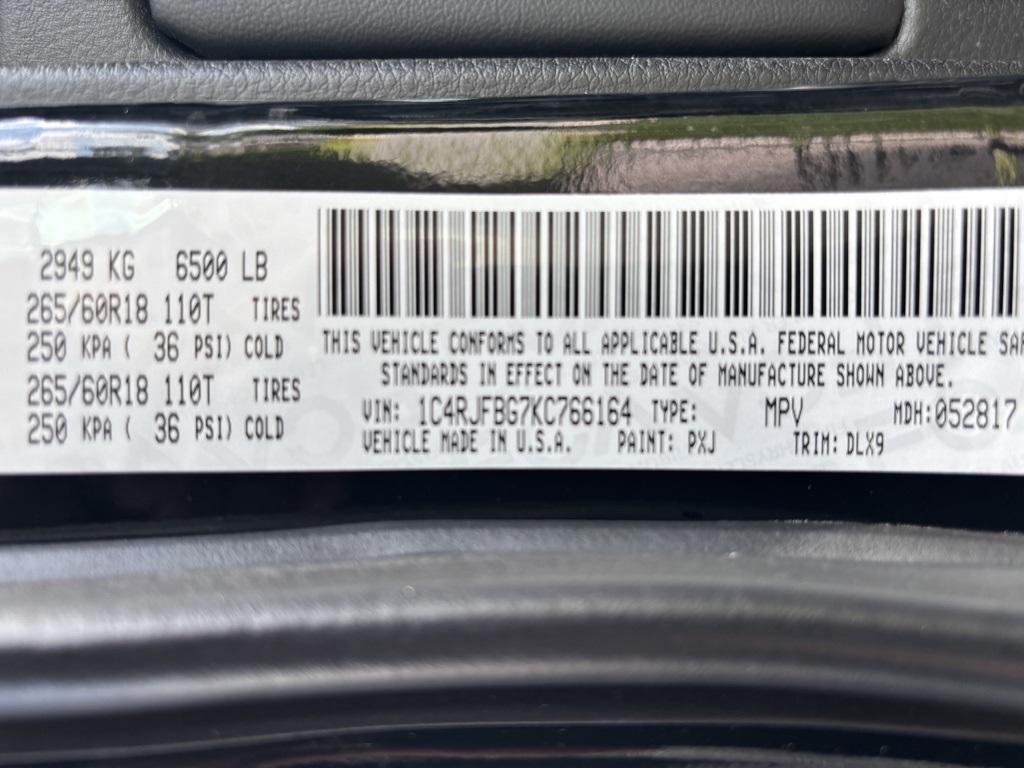 2949 KG 6500 LB
265/60R18 110T TIRES
250 KPA ( 36 PSI) COLD
265/60R18 110T TIRES
250 KPA ( 36 PSI) COLD
THIS VEHICLE CONFORMS TO ALL APPLICABLE U.S.A. FEDERAL MOTOR VEHICLE SAF
STANDARDS IN EFFECT ON THE DATE OF MANUFACTURE SHOWN ABOVE.
VIN: 1C4RJFBG7KC766164 TYPE: MPV MDH:052817
VEHICLE MADE IN U.S.A. PAINT: PXJ TRIM: DLX9